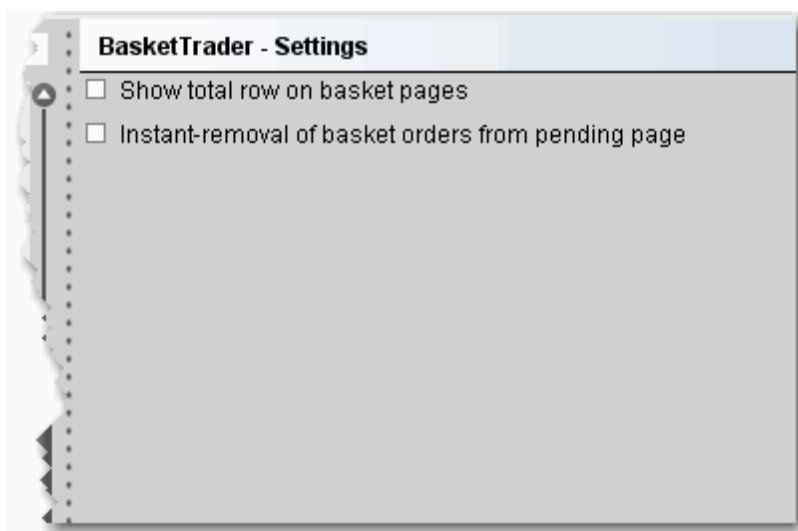 BasketTrader - Settings
Show total row on basket pages
Instant-removal of basket orders from pending page